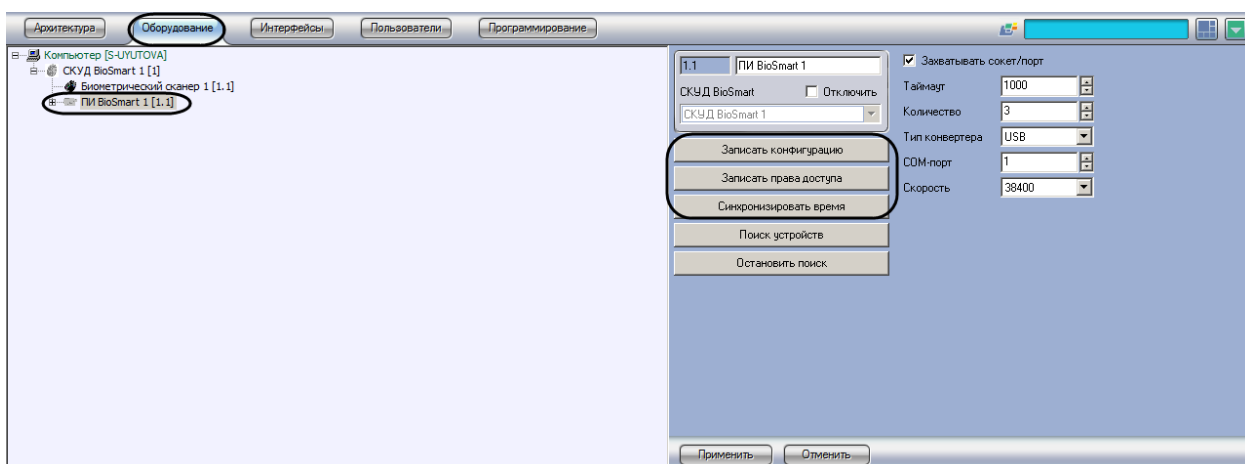 Архитектура Оборудование Интерфейсы Пользователи Программирование
Компьютер [S-UYUTOVA]
СКУД BioSmart 1 [1]
Биометрический сканер 1 [1.1]
ПИ BioSmart 1 [1.1]
1.1 ПИ BioSmart 1
СКУД BioSmart Отключить
СКУД BioSmart 1
Записать конфигурацию
Записать права доступа
Синхронизировать время
Поиск устройств
Остановить поиск
Захватывать сокет/порт
Таймаут 1000
Количество 3
Тип конвертера USB
COM-порт 1
Скорость 38400
Применить Отменить